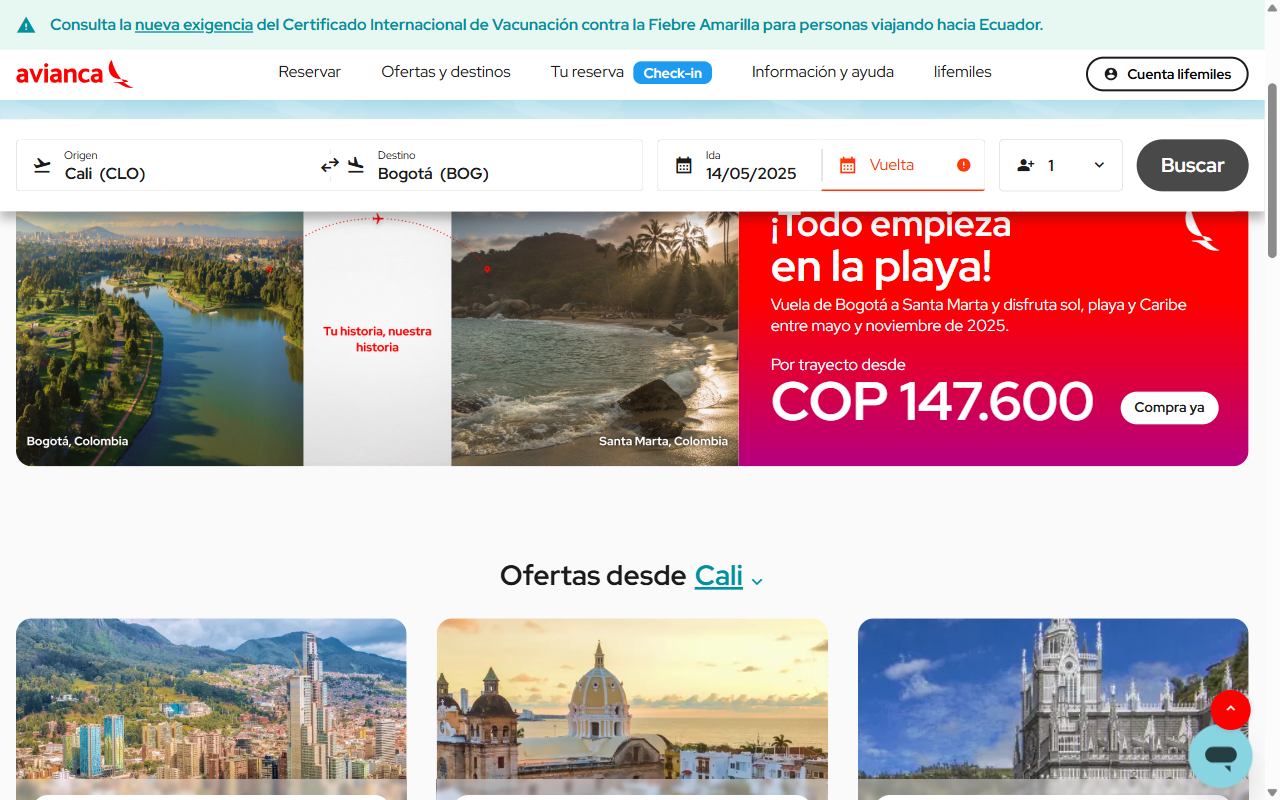 Consulta la nueva exigencia del Certificado Internacional de Vacunación contra la Fiebre Amarilla para personas viajando hacia Ecuador.
avianca
Reservar
Ofertas y destinos
Tu reserva
Check-in
Información y ayuda
lifemiles
Cuenta lifemiles
Origen
Cali (CLO)
Destino
Bogotá (BOG)
Ida
14/05/2025
Vuelta
1
Buscar
Tu historia, nuestra
historia
Bogotá, Colombia
Santa Marta, Colombia
¡Todo empieza
en la playa!
Vuela de Bogotá a Santa Marta y disfruta sol, playa y Caribe
entre mayo y noviembre de 2025.
Por trayecto desde
COP 147.600
Compra ya
Ofertas desde Cali